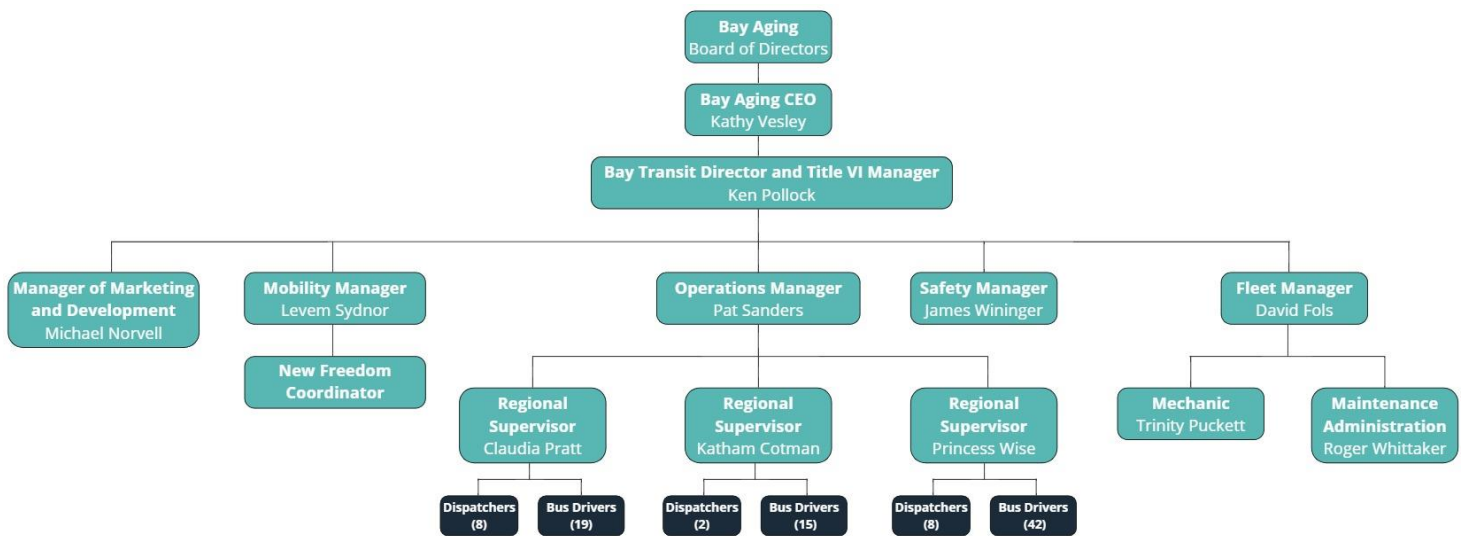 Bay Aging
Board of Directors
Bay Aging CEO
Kathy Vesley
Bay Transit Director and Title VI Manager
Ken Pollock
Manager of Marketing
and Development
Michael Norvell
Mobility Manager
Levem Sydnor
Operations Manager
Pat Sanders
Safety Manager
James Wininger
Fleet Manager
David Fols
New Freedom
Coordinator
Regional
Supervisor
Claudia Pratt
Regional
Supervisor
Katham Cotman
Regional
Supervisor
Princess Wise
Mechanic
Trinity Puckett
Maintenance
Administration
Roger Whittaker
Dispatchers
(8)
Bus Drivers
(19)
Dispatchers
(2)
Bus Drivers
(15)
Dispatchers
(8)
Bus Drivers
(42)